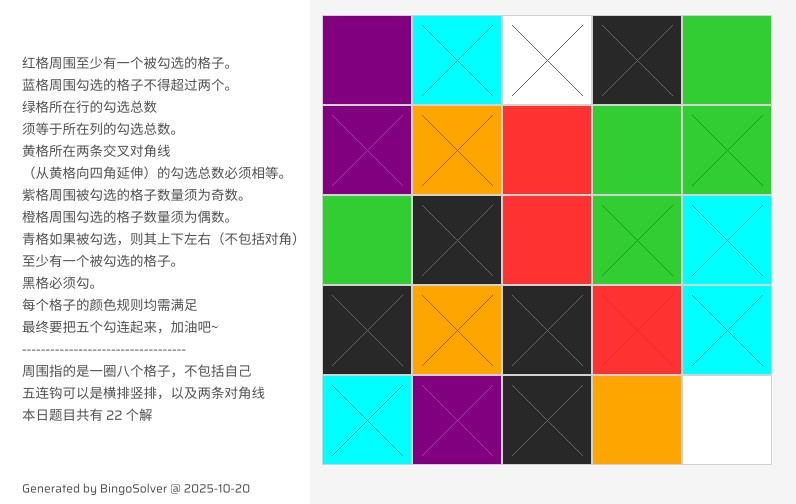 红格周围至少有一个被勾选的格子。
蓝格周围勾选的格子不得超过两个。
绿格所在行的勾选总数
须等于所在列的勾选总数。
黄格所在两条交叉对角线
（从黄格向四角延伸）的勾选总数必须相等。
紫格周围被勾选的格子数量须为奇数。
橙格周围勾选的格子数量须为偶数。
青格如果被勾选，则其上下左右（不包括对角）
至少有一个被勾选的格子。
黑格必须勾。
每个格子的颜色规则均需满足
最终要把五个勾连起来，加油吧~
-----------------------------------
周围指的是一圈八个格子，不包括自己
五连钩可以是横排竖排，以及两条对角线
本日题目共有 22 个解
Generated by BingoSolver @ 2025-10-20